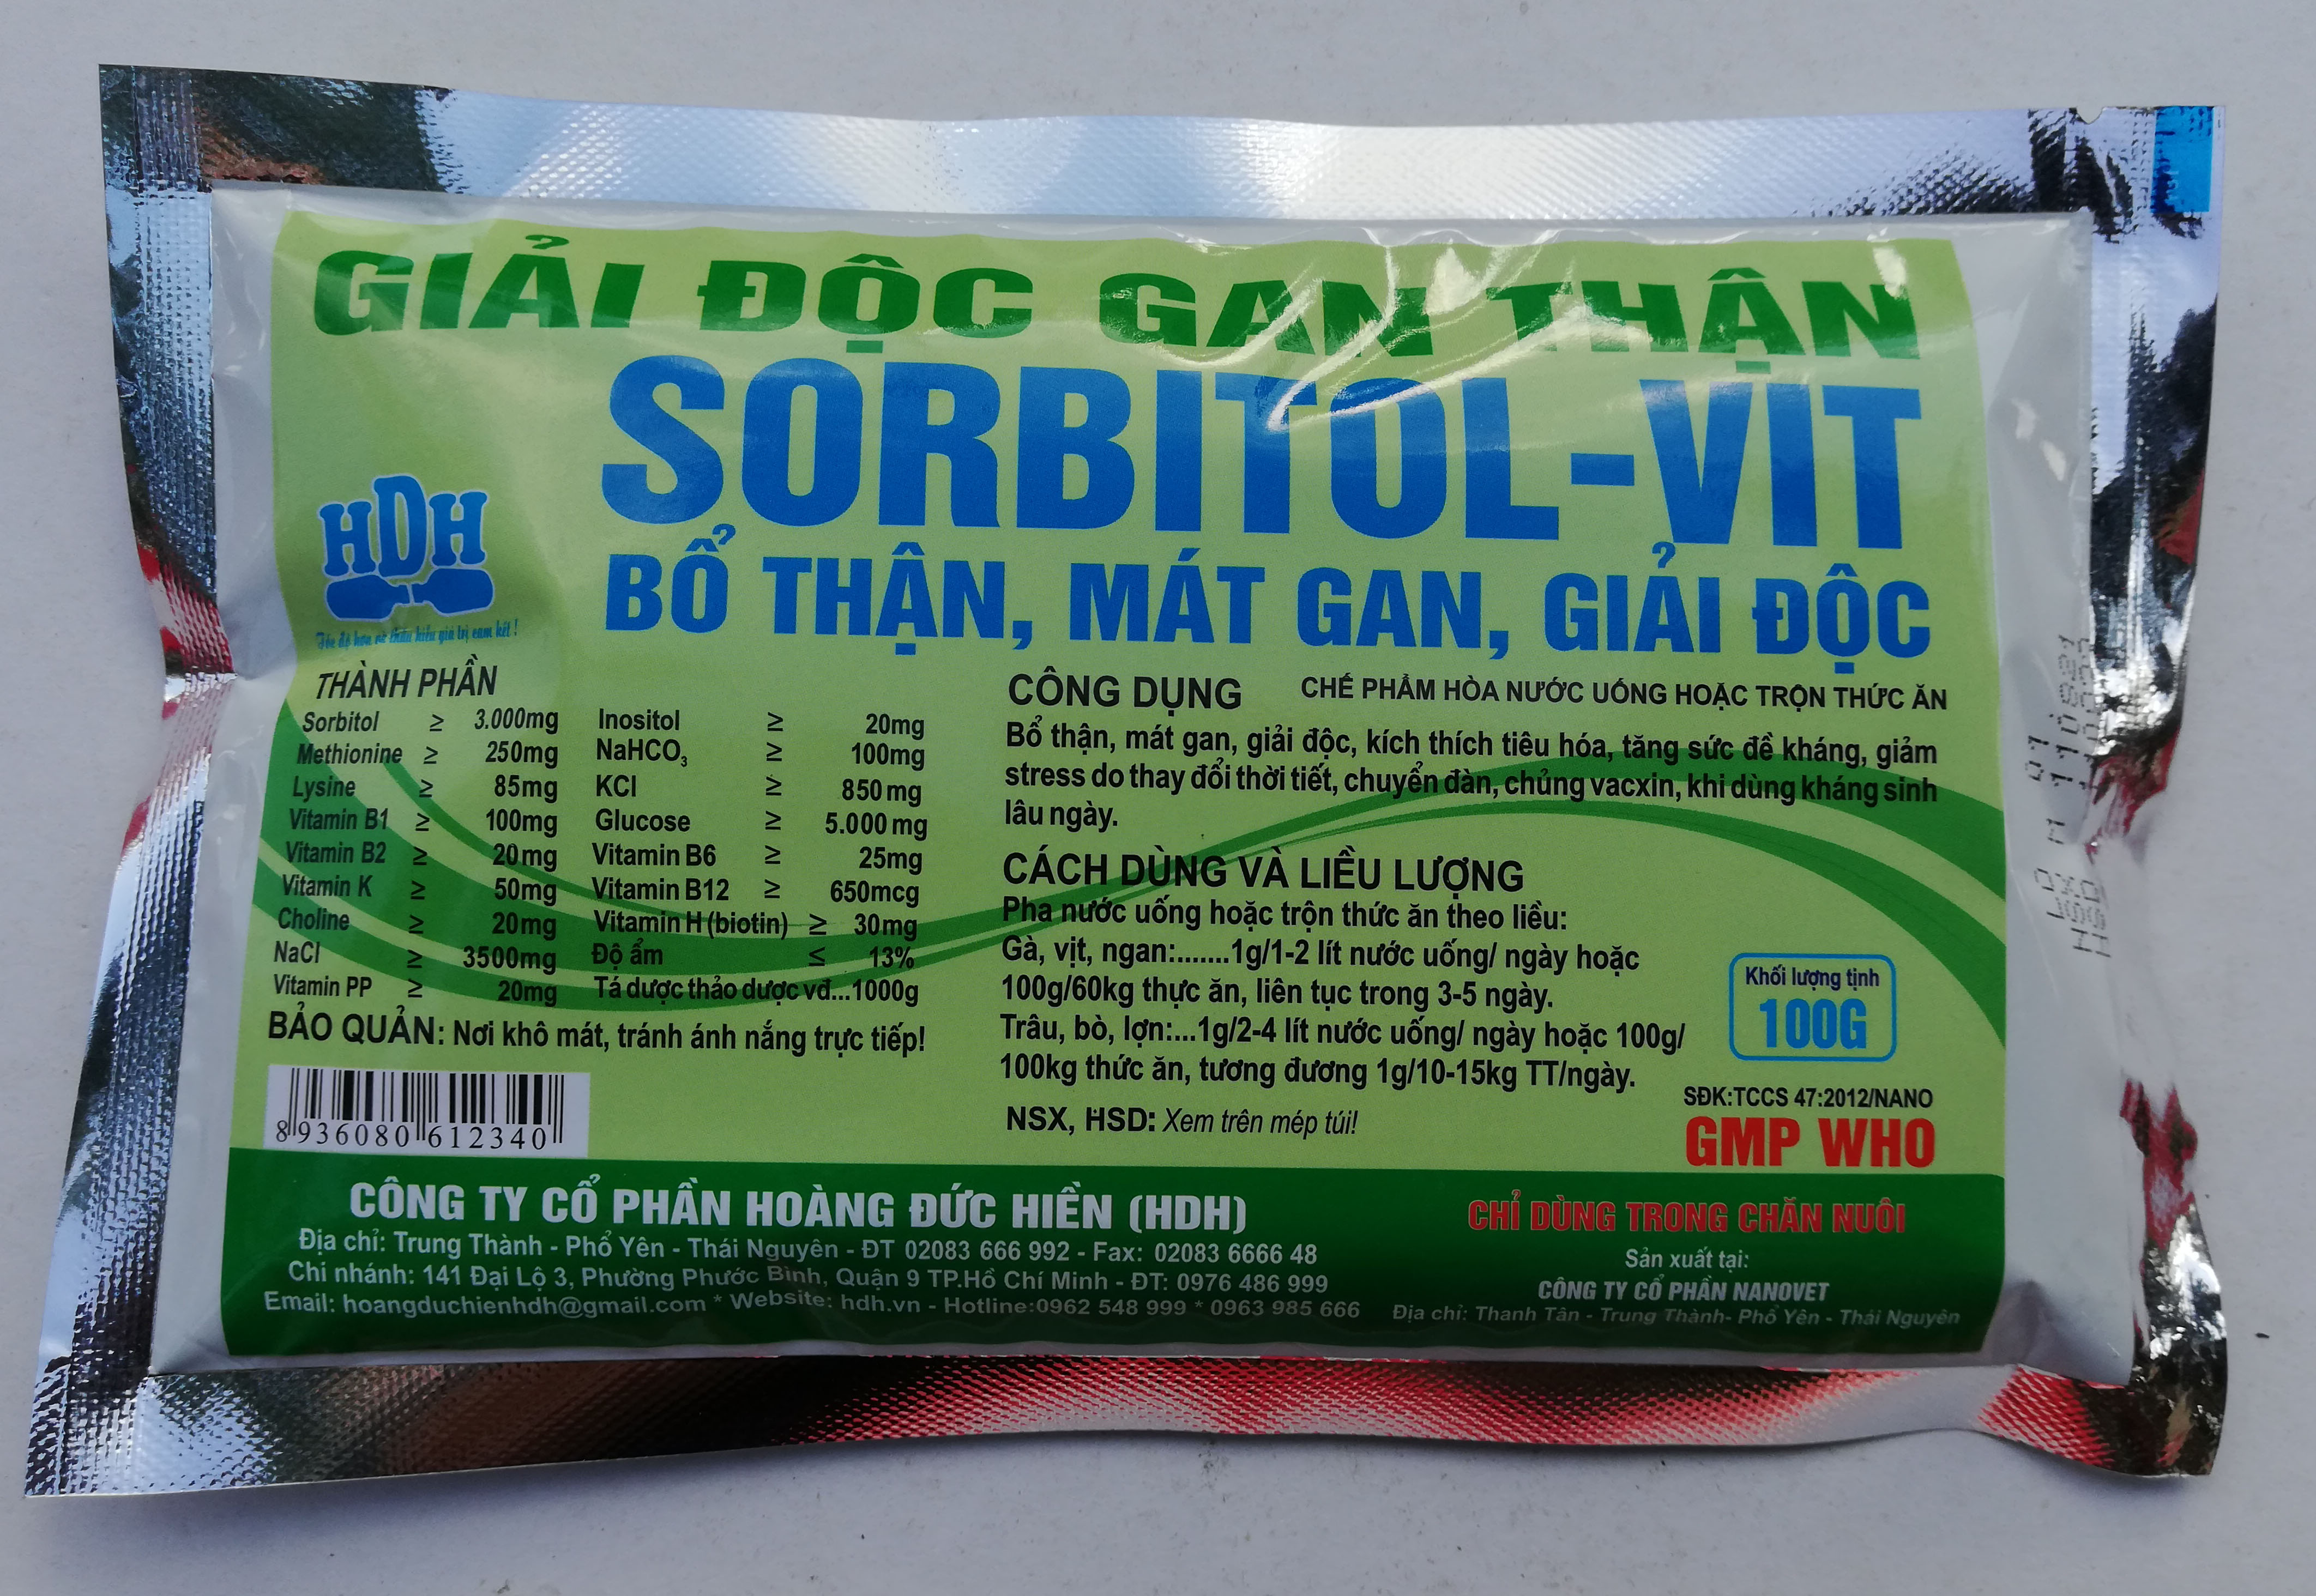 GIẢI ĐỘC GAN THẬN
SORBITOL-VIT
BỔ THẬN, MÁT GAN, GIẢI ĐỘC
HDH
THÀNH PHẦN
Sorbitol ≥ 3.000mg
Methionine ≥ 250mg
Lysine ≥ 85mg
Vitamin B1 ≥ 100mg
Vitamin B2 ≥ 20mg
Vitamin K ≥ 50mg
Choline ≥ 20mg
NaCl ≥ 3500mg
Vitamin PP ≥ 20mg
Inositol ≥ 20mg
NaHCO₃ ≥ 100mg
KCl ≥ 850mg
Glucose ≥ 5.000mg
Vitamin B6 ≥ 25mg
Vitamin B12 ≥ 650mcg
Vitamin H (biotin) ≥ 30mg
Độ ẩm ≤ 13%
Tá dược thảo dược vđ...1000g
BẢO QUẢN: Nơi khô mát, tránh ánh nắng trực tiếp!
8 936080 612340
CÔNG DỤNG CHẾ PHẨM HÒA NƯỚC UỐNG HOẶC TRỘN THỨC ĂN
Bổ thận, mát gan, giải độc, kích thích tiêu hóa, tăng sức đề kháng, giảm
stress do thay đổi thời tiết, chuyển đàn, chủng vacxin, khi dùng kháng sinh
lâu ngày.
CÁCH DÙNG VÀ LIỀU LƯỢNG
Pha nước uống hoặc trộn thức ăn theo liều:
Gà, vịt, ngan:.......1g/1-2 lít nước uống/ ngày hoặc
100g/60kg thực ăn, liên tục trong 3-5 ngày.
Trâu, bò, lợn:...1g/2-4 lít nước uống/ ngày hoặc 100g/
100kg thức ăn, tương đương 1g/10-15kg TT/ngày.
NSX, HSD: Xem trên mép túi!
Khối lượng tịnh
100G
SĐK:TCCS 47:2012/NANO
GMP WHO
CÔNG TY CỔ PHẦN HOÀNG ĐỨC HIỀN (HDH)
Địa chỉ: Trung Thành - Phổ Yên - Thái Nguyên - ĐT 02083 666 992 - Fax: 02083 6666 48
Chi nhánh: 141 Đại Lộ 3, Phường Phước Bình, Quận 9 TP.Hồ Chí Minh - ĐT: 0976 486 999
Email: hoangduchienhdh@gmail.com * Website: hdh.vn - Hotline:0962 548 999 * 0963 985 666
CHỈ DÙNG TRONG CHĂN NUÔI
Sản xuất tại:
CÔNG TY CỔ PHẦN NANOVET
Địa chỉ: Thanh Tân - Trung Thành- Phổ Yên - Thái Nguyên